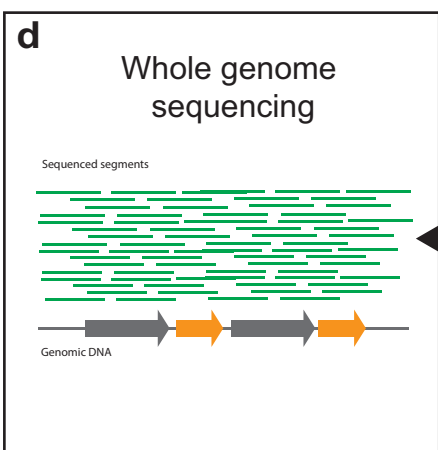 d
Whole genome
sequencing
Sequenced segments
Genomic DNA